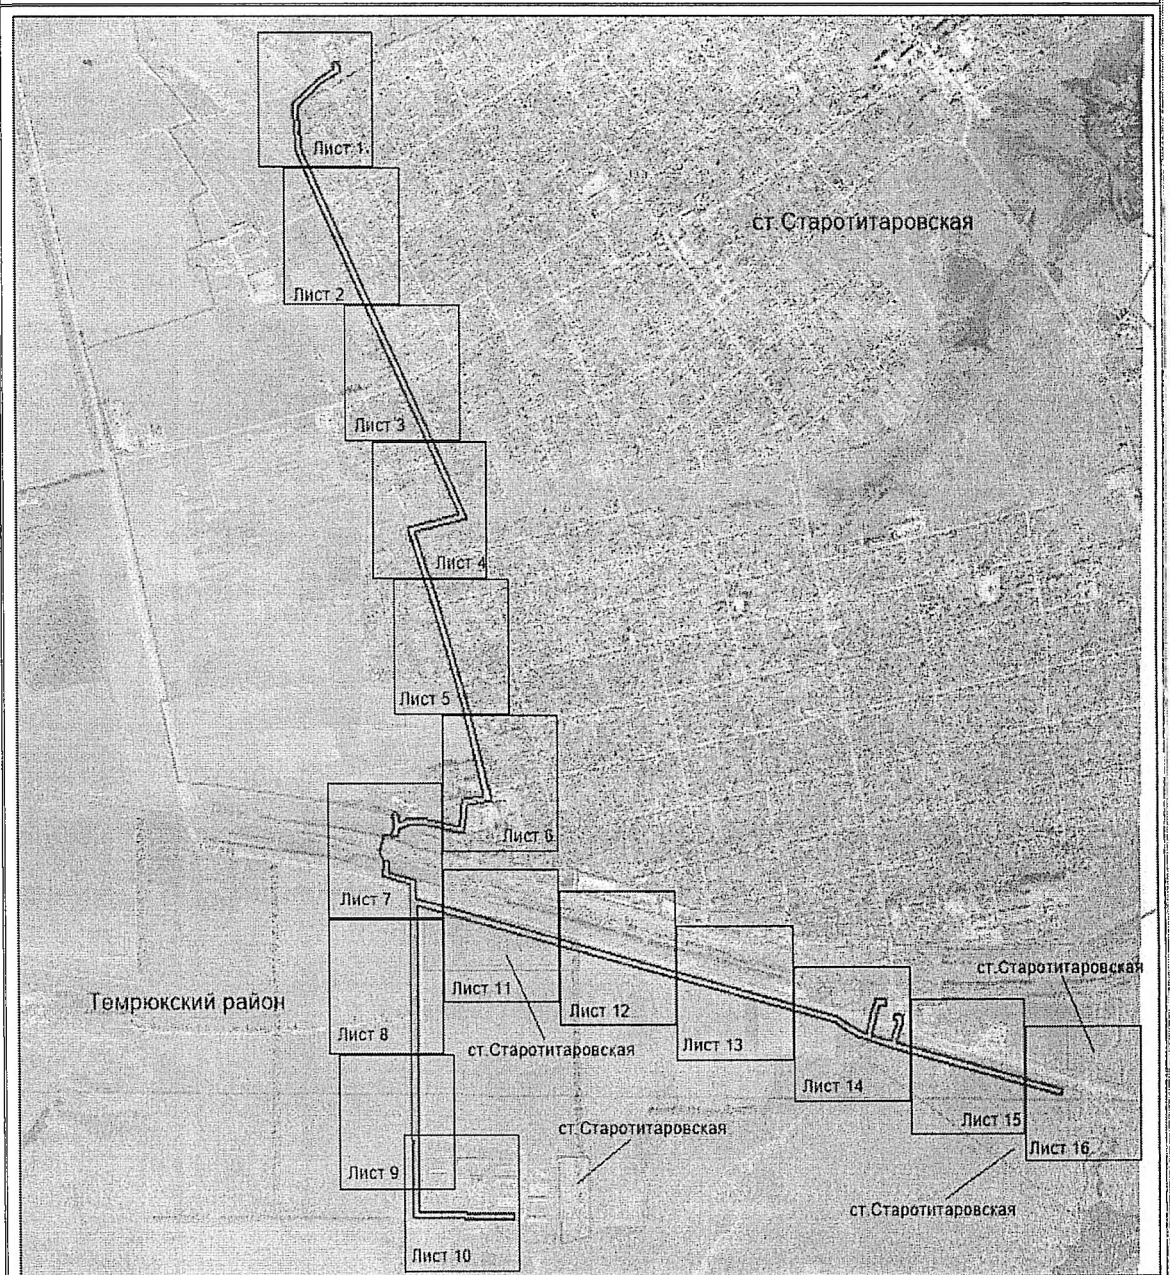 Лист 1
ст.Старотитаровская
Лист 2
Лист 3
Лист 4
Лист 5
Лист 6
Лист 7
Лист 11
ст.Старотитаровская
Темрюкский район
Лист 12
Лист 8
ст.Старотитаровская
Лист 13
Лист 14
Лист 15
ст.Старотитаровская
Лист 16
Лист 9
ст.Старотитаровская
Лист 10